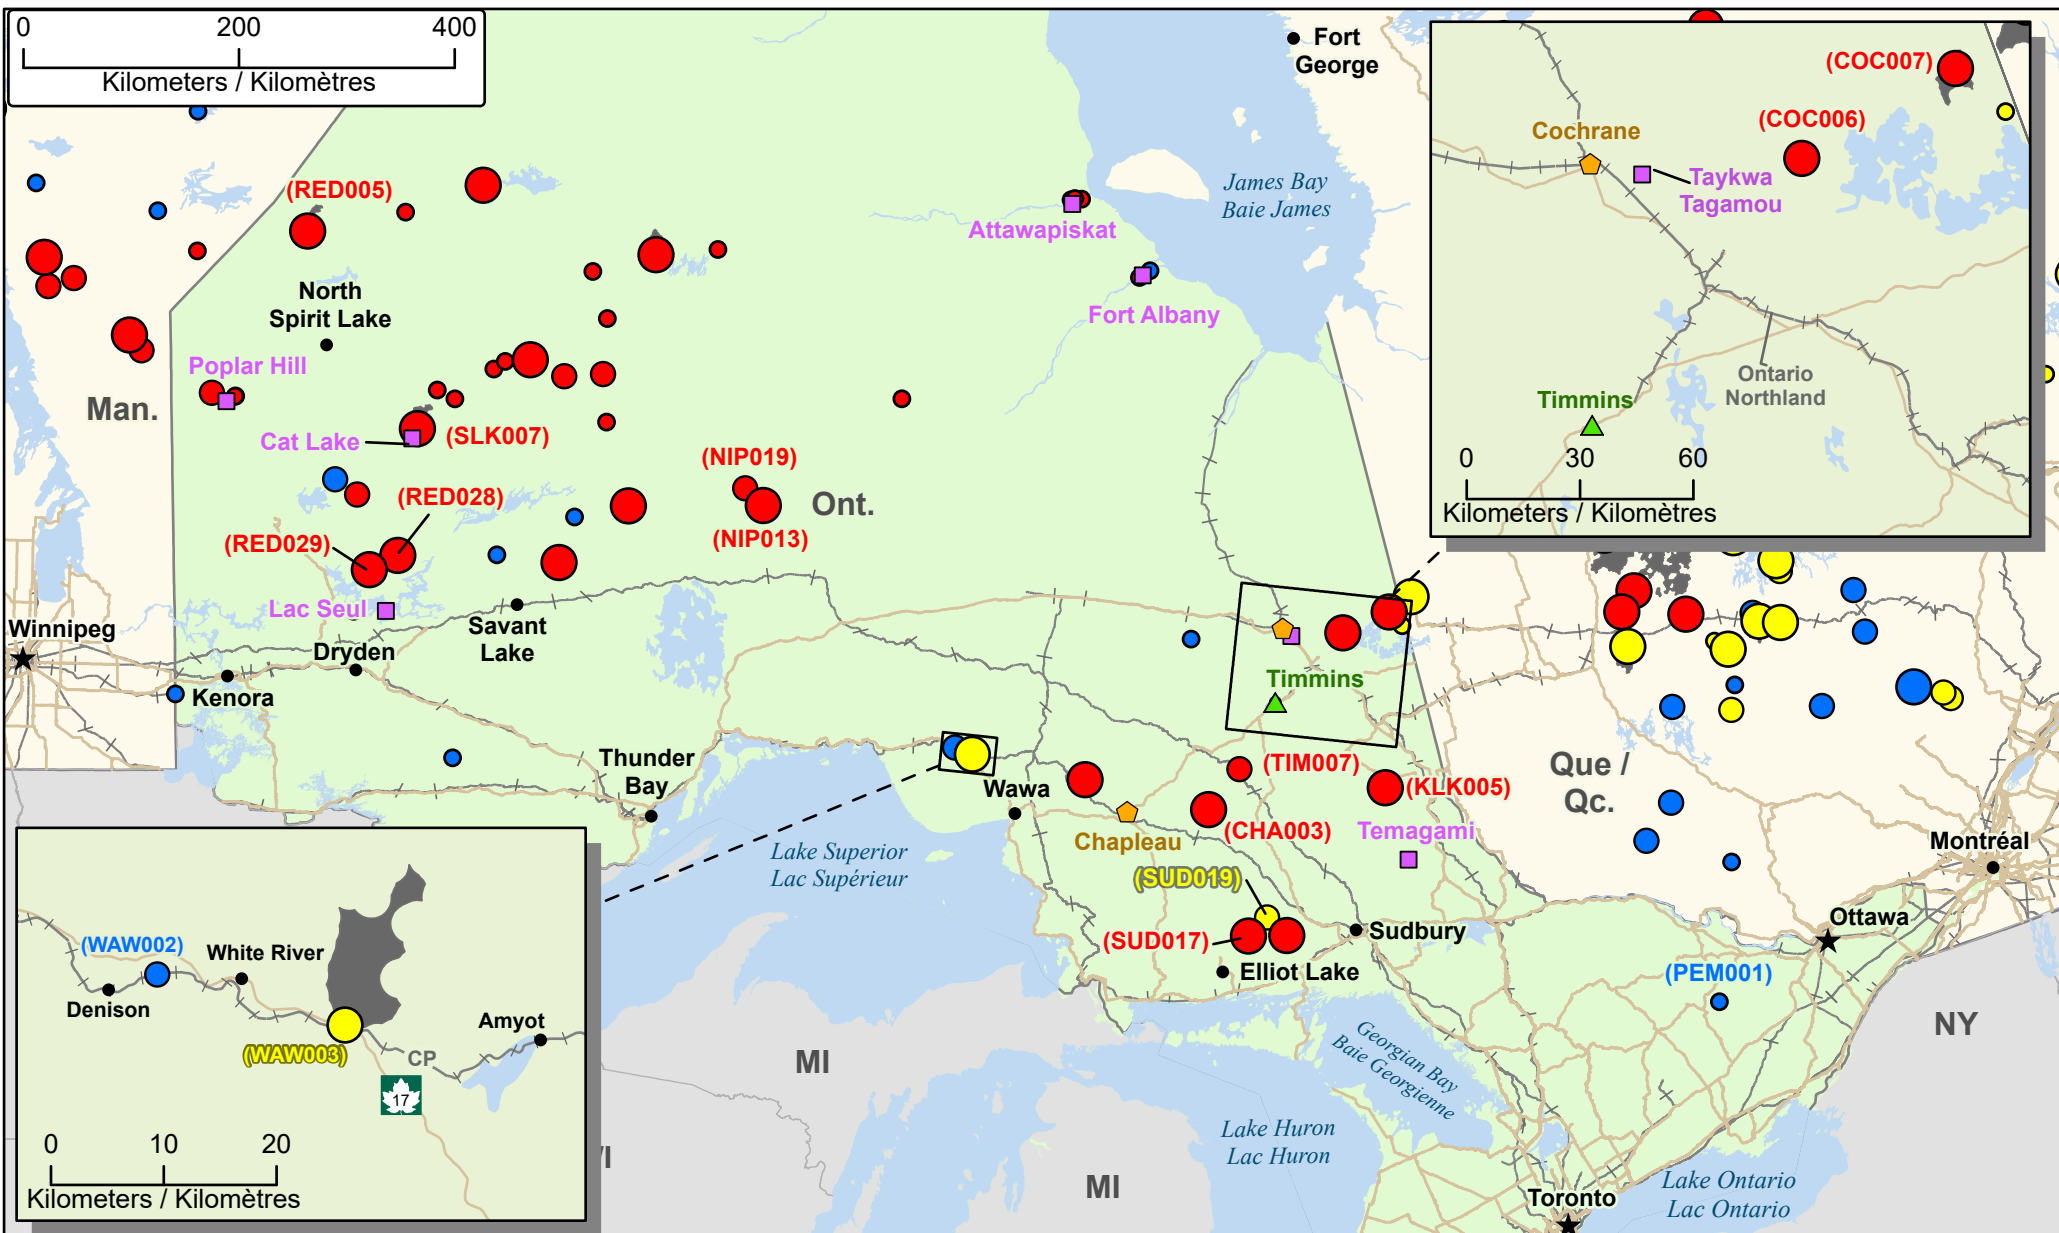 0 200 400
Kilometers / Kilomètres
Fort
George
(COC007)
(COC006)
Cochrane
Taykwa
Tagamou
Ontario
Northland
Timmins
0 30 60
Kilometers / Kilomètres
James Bay
Baie James
(RED005)
Attawapiskat
North
Spirit Lake
Fort Albany
Poplar Hill
Man.
Cat Lake
(SLK007)
(NIP019)
(RED028)
Ont.
(RED029)
(NIP013)
Lac Seul
Winnipeg
Savant
Lake
Dryden
Kenora
Timmins
Thunder
Bay
(TIM007)
Que /
Qc.
Wawa
(KLK005)
Chapleau
(CHA003)
Temagami
Montréal
Lake Superior
Lac Supérieur
(SUD019)
Ottawa
(SUD017)
Sudbury
Elliot Lake
(PEM001)
(WAW002)
White River
Denison
Amyot
(WAW003)
CP
17
0 10 20
Kilometers / Kilomètres
NY
MI
Georgian Bay
Baie Georgienne
Lake Huron
Lac Huron
MI
Lake Ontario
Lac Ontario
Toronto